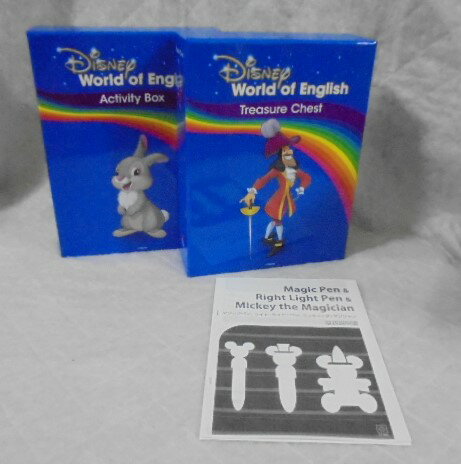 Disney
World of Engl
Activity Box
Disney
World of English
Treasure Chest
Magic Pen &
Right Light Pen &
Mickey the Magician